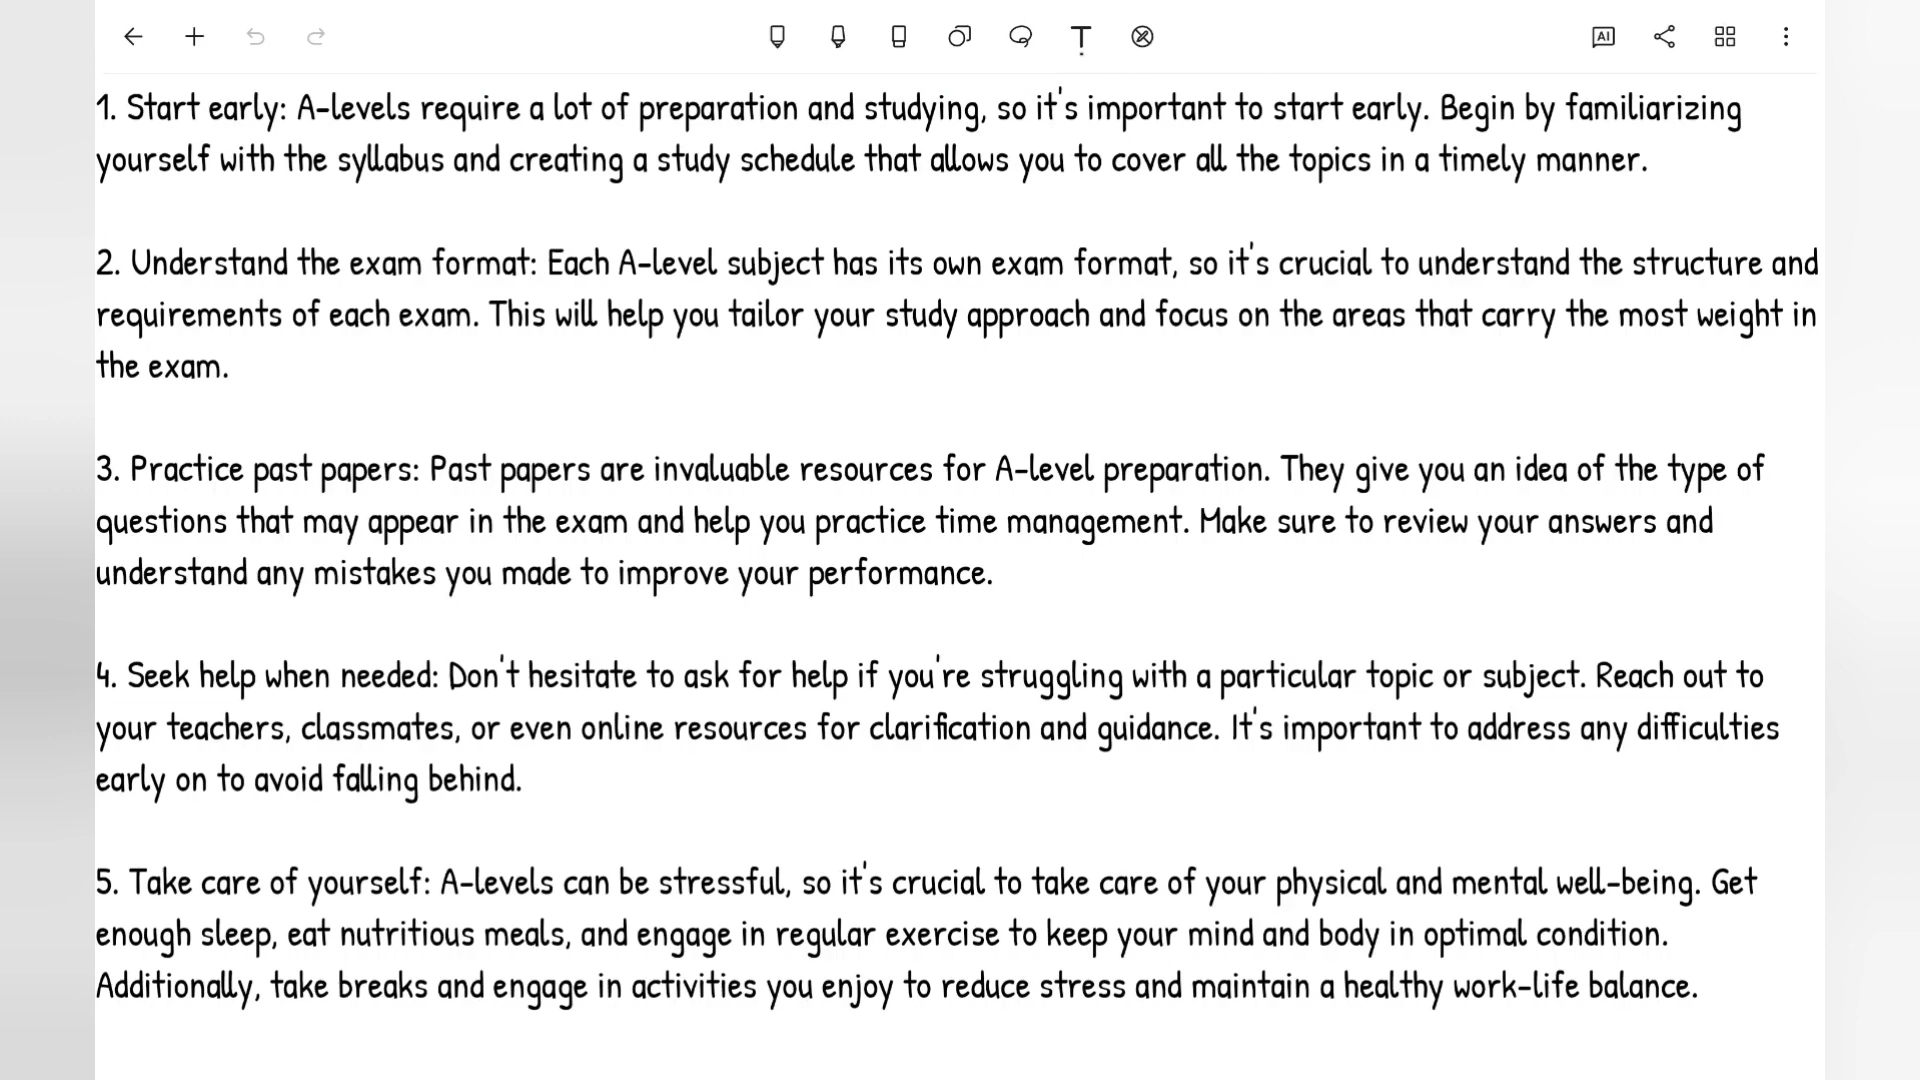 AI
1. Start early: A-levels require a lot of preparation and studying, so it's important to start early. Begin by familiarizing
yourself with the syllabus and creating a study schedule that allows you to cover all the topics in a timely manner.
2. Understand the exam format: Each A-level subject has its own exam format, so it's crucial to understand the structure and
requirements of each exam. This will help you tailor your study approach and focus on the areas that carry the most weight in
the exam.
3. Practice past papers: Past papers are invaluable resources for A-level preparation. They give you an idea of the type of
questions that may appear in the exam and help you practice time management. Make sure to review your answers and
understand any mistakes you made to improve your performance.
4. Seek help when needed: Don't hesitate to ask for help if you're struggling with a particular topic or subject. Reach out to
your teachers, classmates, or even online resources for clarification and guidance. It's important to address any difficulties
early on to avoid falling behind.
5. Take care of yourself: A-levels can be stressful, so it's crucial to take care of your physical and mental well-being. Get
enough sleep, eat nutritious meals, and engage in regular exercise to keep your mind and body in optimal condition.
Additionally, take breaks and engage in activities you enjoy to reduce stress and maintain a healthy work-life balance.